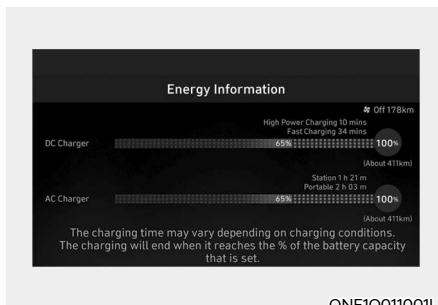 Energy Information
Off 178km
High Power Charging 10 mins
Fast Charging 34 mins
DC Charger 65% 100%
(About 411km)
Station 1 h 21 m
Portable 2 h 03 m
AC Charger 65% 100%
(About 411km)
The charging time may vary depending on charging conditions.
The charging will end when it reaches the % of the battery capacity
that is set.